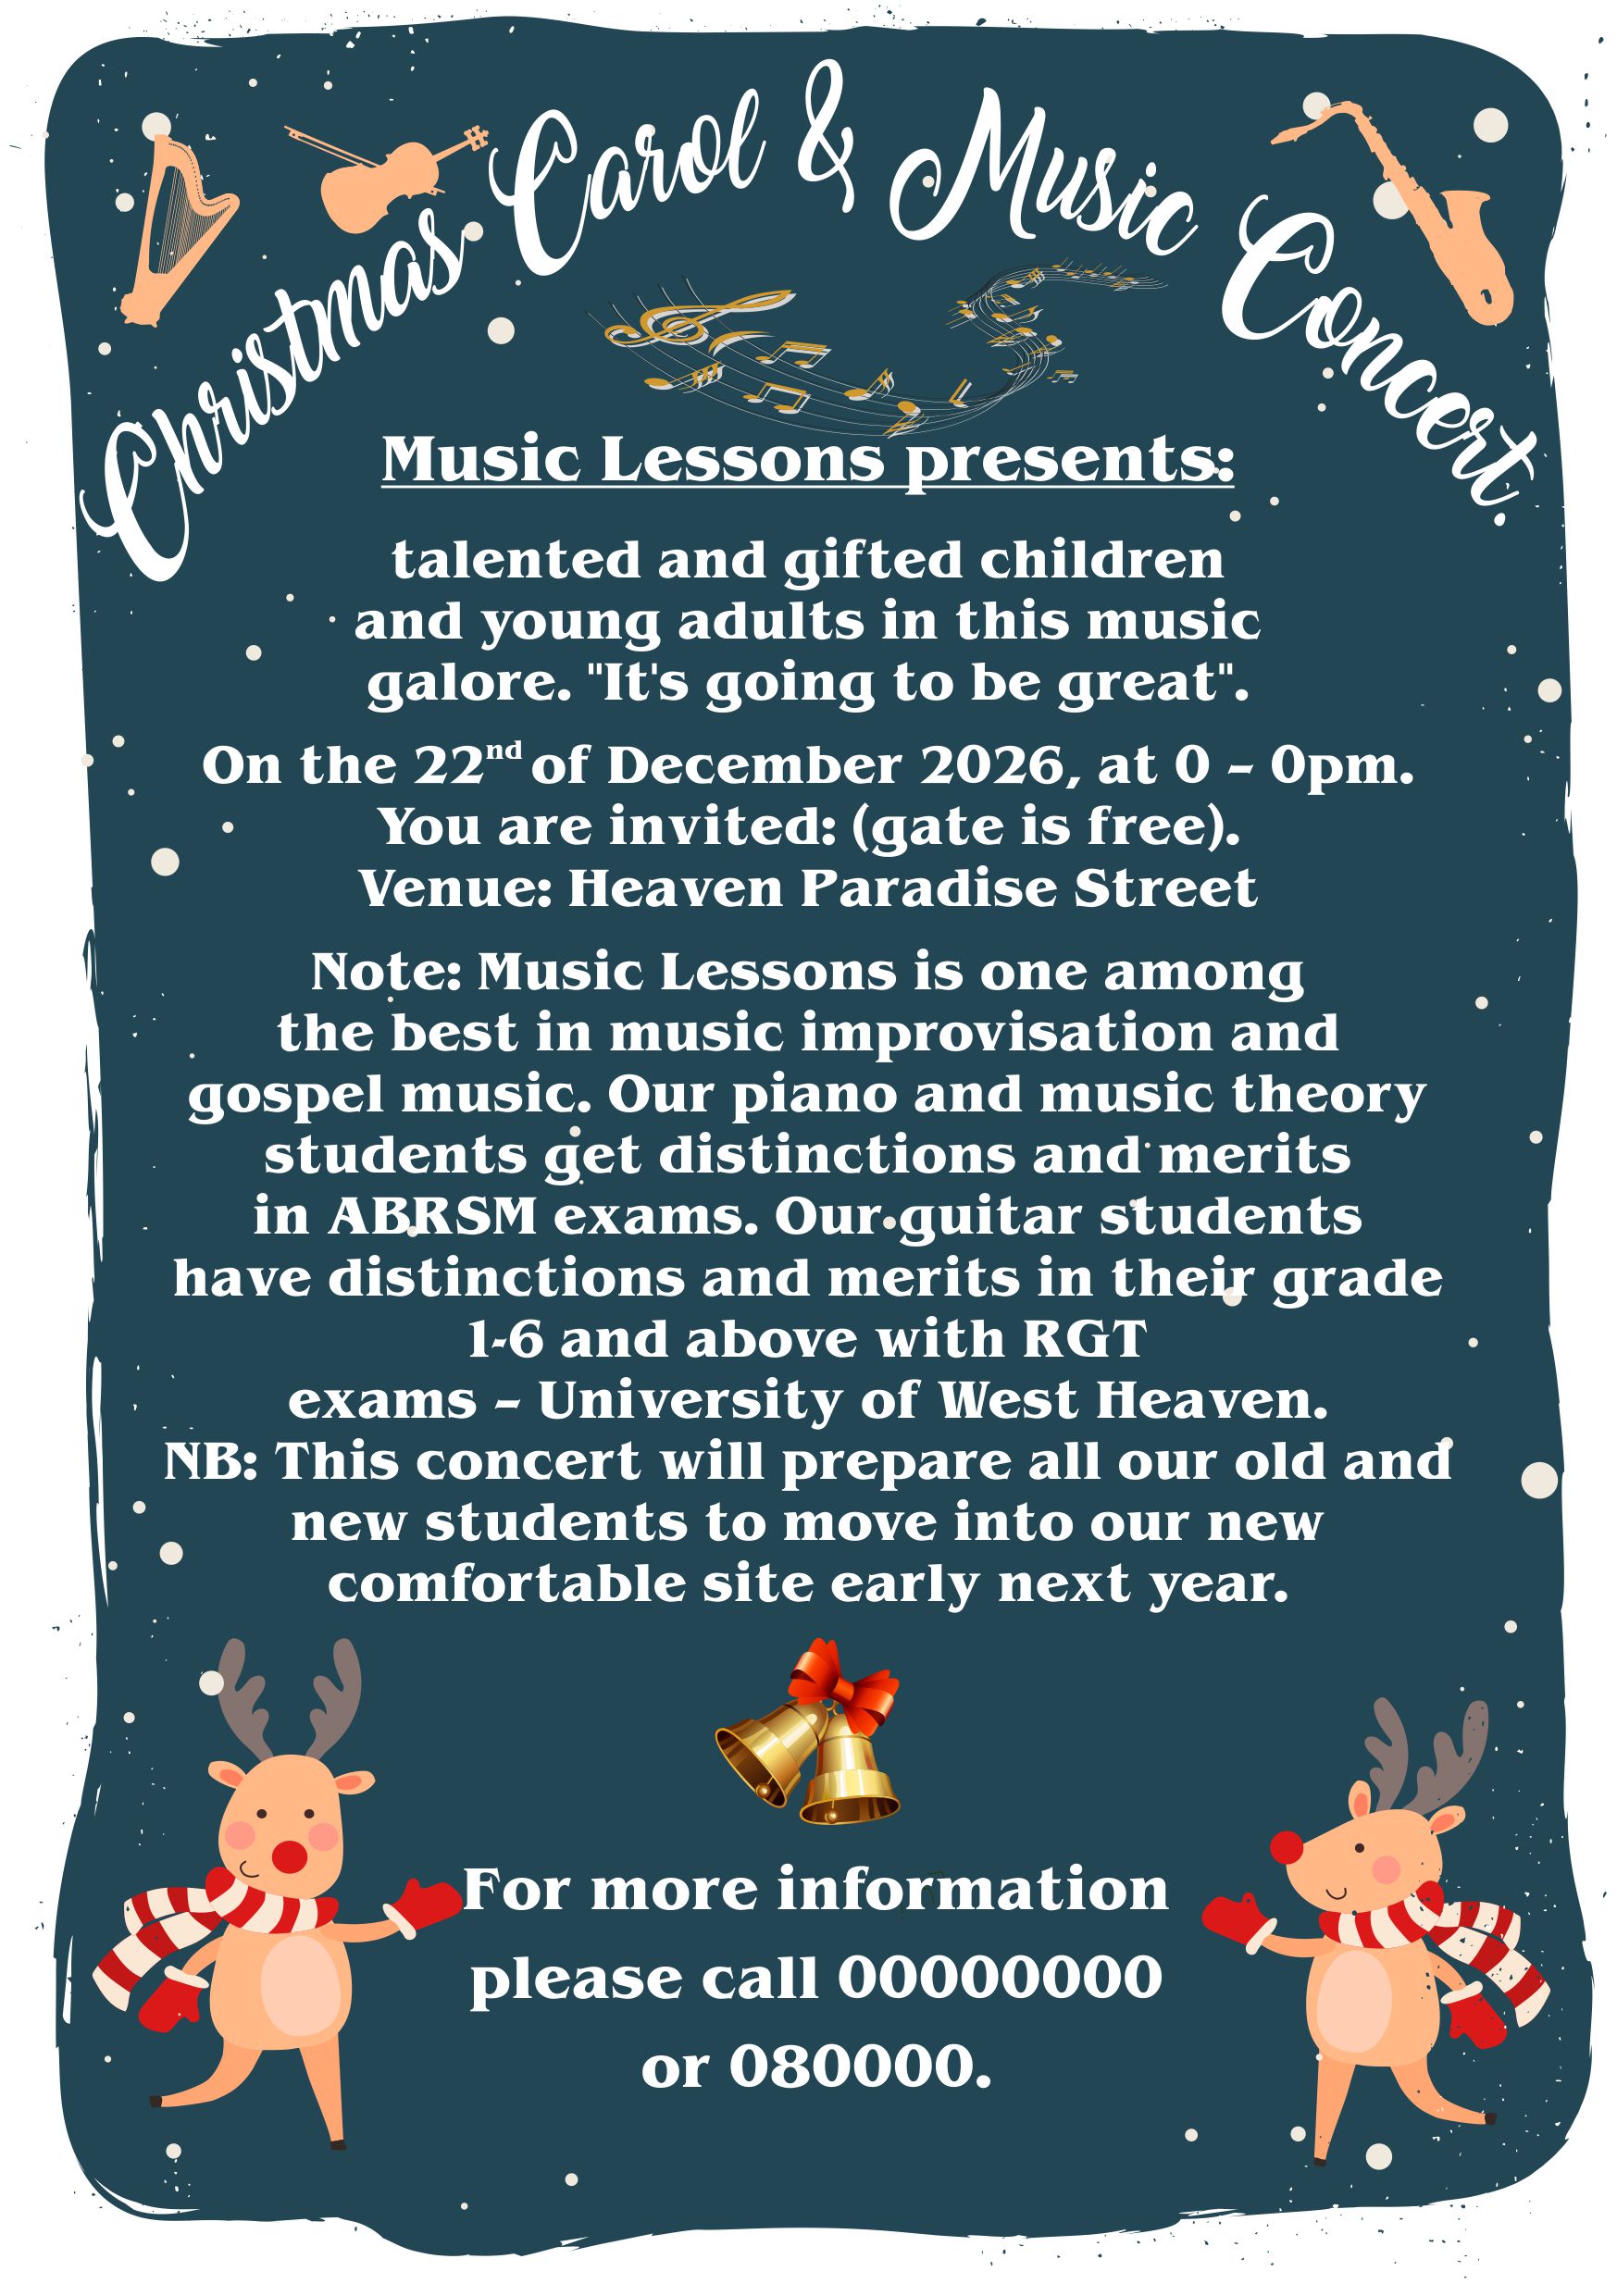 Christmas Carol & Music Concert.
Music Lessons presents:
talented and gifted children
and young adults in this music
galore. "It's going to be great".
On the 22nd of December 2026, at 0 – 0pm.
You are invited: (gate is free).
Venue: Heaven Paradise Street
Note: Music Lessons is one among
the best in music improvisation and
gospel music. Our piano and music theory
students get distinctions and merits
in ABRSM exams. Our guitar students
have distinctions and merits in their grade
1-6 and above with RGT
exams – University of West Heaven.
NB: This concert will prepare all our old and
new students to move into our new
comfortable site early next year.
For more information
please call 00000000
or 080000.